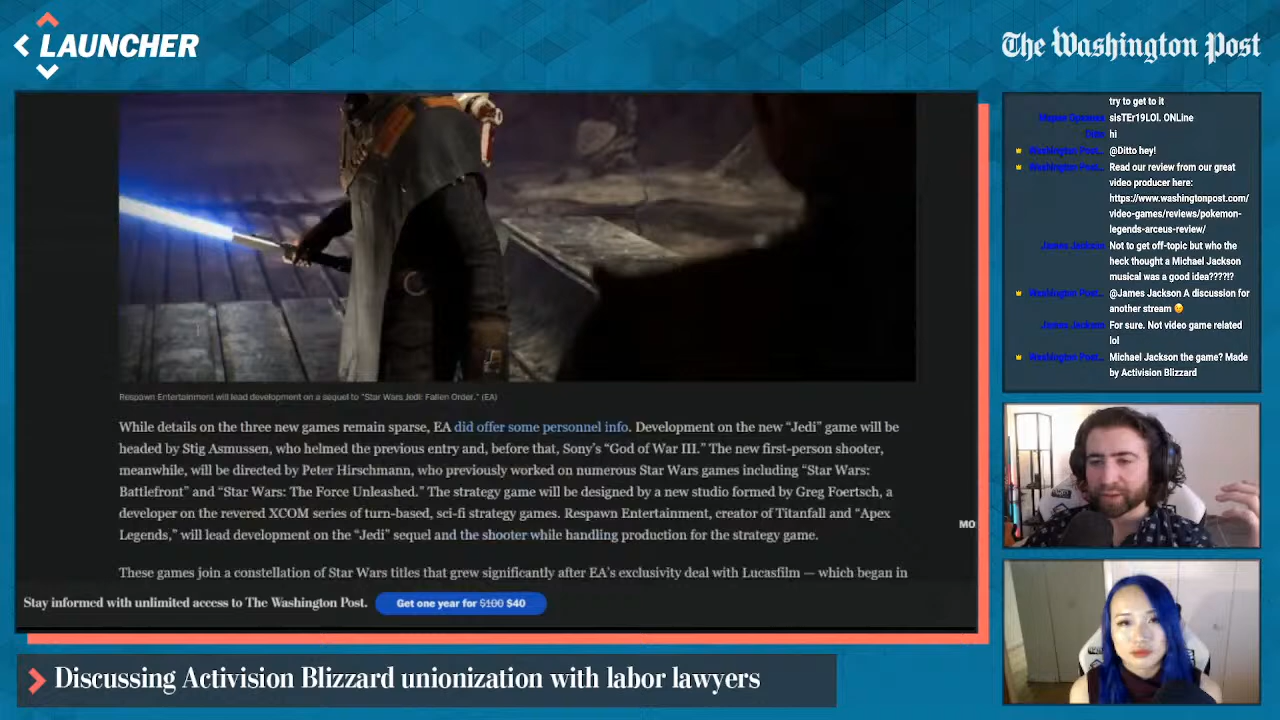 LAUNCHER
The Washington Post
try to get to it
sisTEr19LOl. ONLine
Dino hi
Washington Post... @Ditto hey!
Washington Post... Read our review from our great
video producer here:
https://www.washingtonpost.com/
video-games/reviews/pokemon-
legends-arceus-review/
James Jackson Not to get off-topic but who the
heck thought a Michael Jackson
musical was a good idea????!?
Washington Post... @James Jackson A discussion for
another stream
James Jackson For sure. Not video game related
lol
Washington Post... Michael Jackson the game? Made
by Activision Blizzard
Respawn Entertainment will lead development on a sequel to "Star Wars Jedi: Fallen Order." (EA)
While details on the three new games remain sparse, EA did offer some personnel info. Development on the new “Jedi” game will be
headed by Stig Asmussen, who helmed the previous entry and, before that, Sony’s “God of War III.” The new first-person shooter,
meanwhile, will be directed by Peter Hirschmann, who previously worked on numerous Star Wars games including “Star Wars:
Battlefront” and “Star Wars: The Force Unleashed.” The strategy game will be designed by a new studio formed by Greg Foertsch, a
developer on the revered XCOM series of turn-based, sci-fi strategy games. Respawn Entertainment, creator of Titanfall and “Apex
Legends,” will lead development on the “Jedi” sequel and the shooter while handling production for the strategy game.
MO
These games join a constellation of Star Wars titles that grew significantly after EA’s exclusivity deal with Lucasfilm — which began in
Stay informed with unlimited access to The Washington Post. Get one year for $100 $40
Discussing Activision Blizzard unionization with labor lawyers